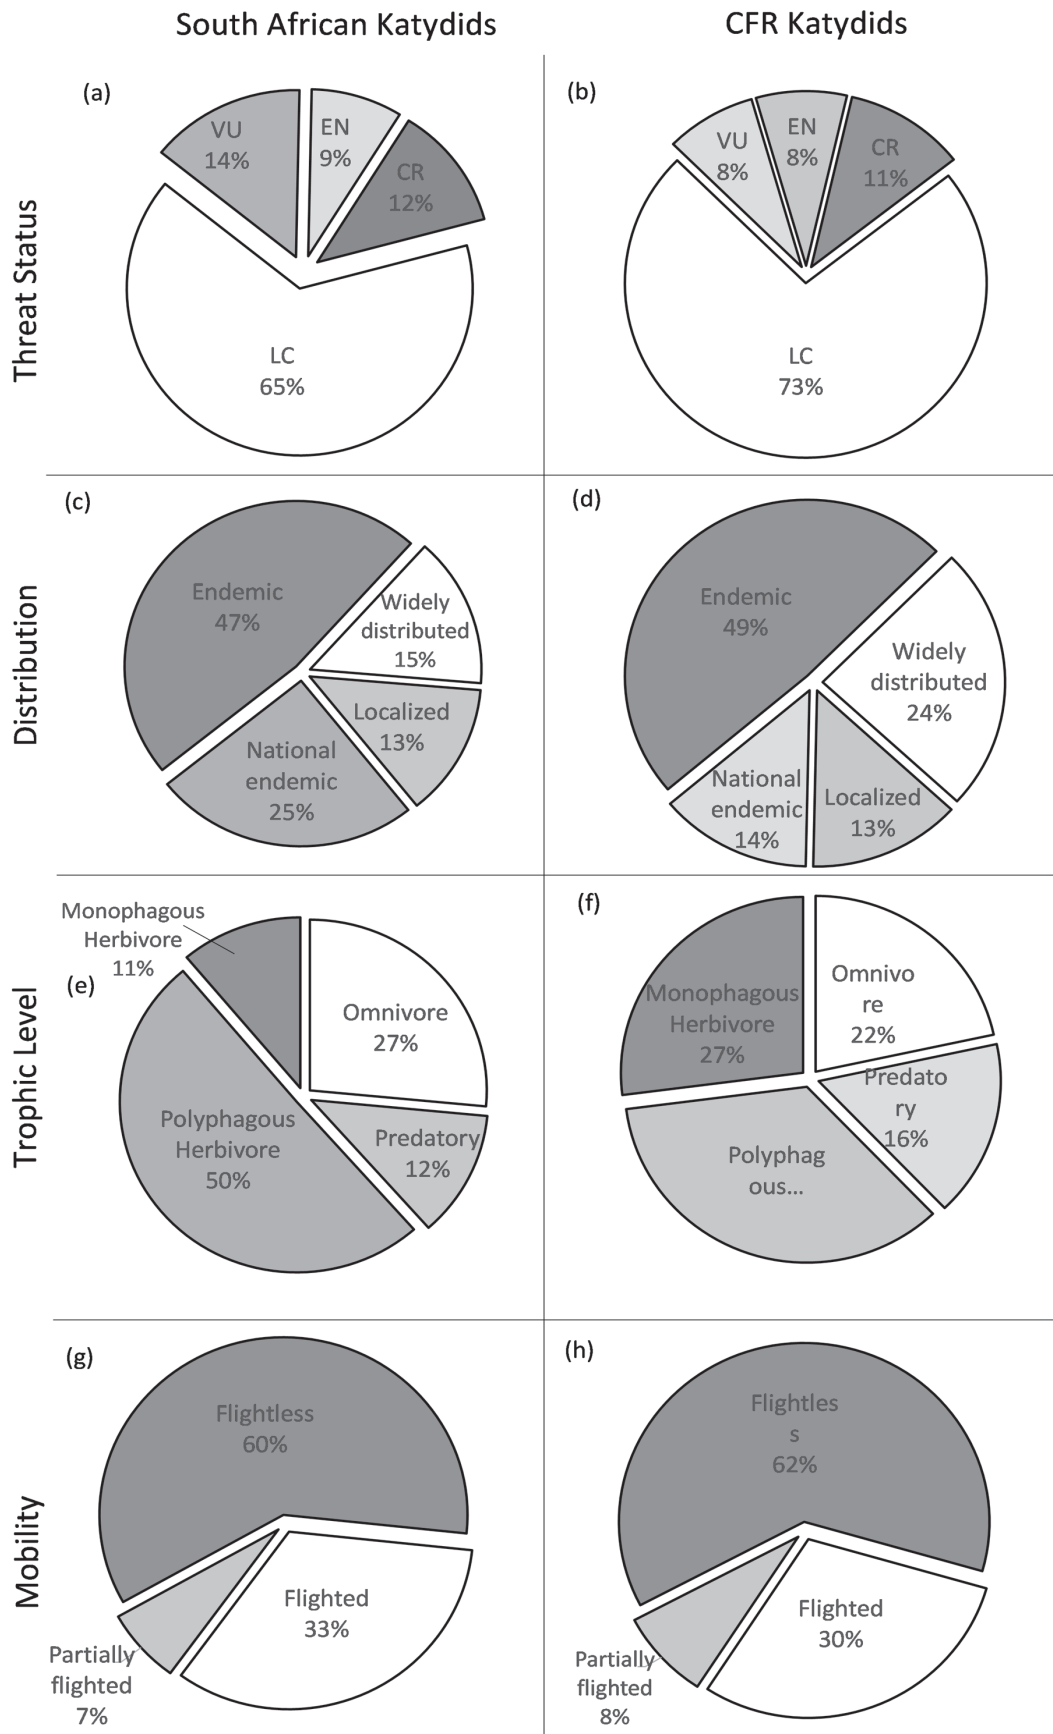 South African Katydids
CFR Katydids
Threat Status
(a)
VU
14%
EN
9%
CR
12%
LC
65%
(b)
VU
8%
EN
8%
CR
11%
LC
73%
Distribution
(c)
Endemic
47%
Widely
distributed
15%
Localized
13%
National
endemic
25%
(d)
Endemic
49%
Widely
distributed
24%
National
endemic
14%
Localized
13%
Trophic Level
Monophagous
Herbivore
11%
(e)
Omnivore
27%
Polyphagous
Herbivore
50%
Predatory
12%
(f)
Monophagous
Herbivore
27%
Omnivo
re
22%
Predato
ry
16%
Polyphag
ous...
Mobility
(g)
Flightless
60%
Flighted
33%
Partially
flighted
7%
(h)
Flightles
s
62%
Flighted
30%
Partially
flighted
8%